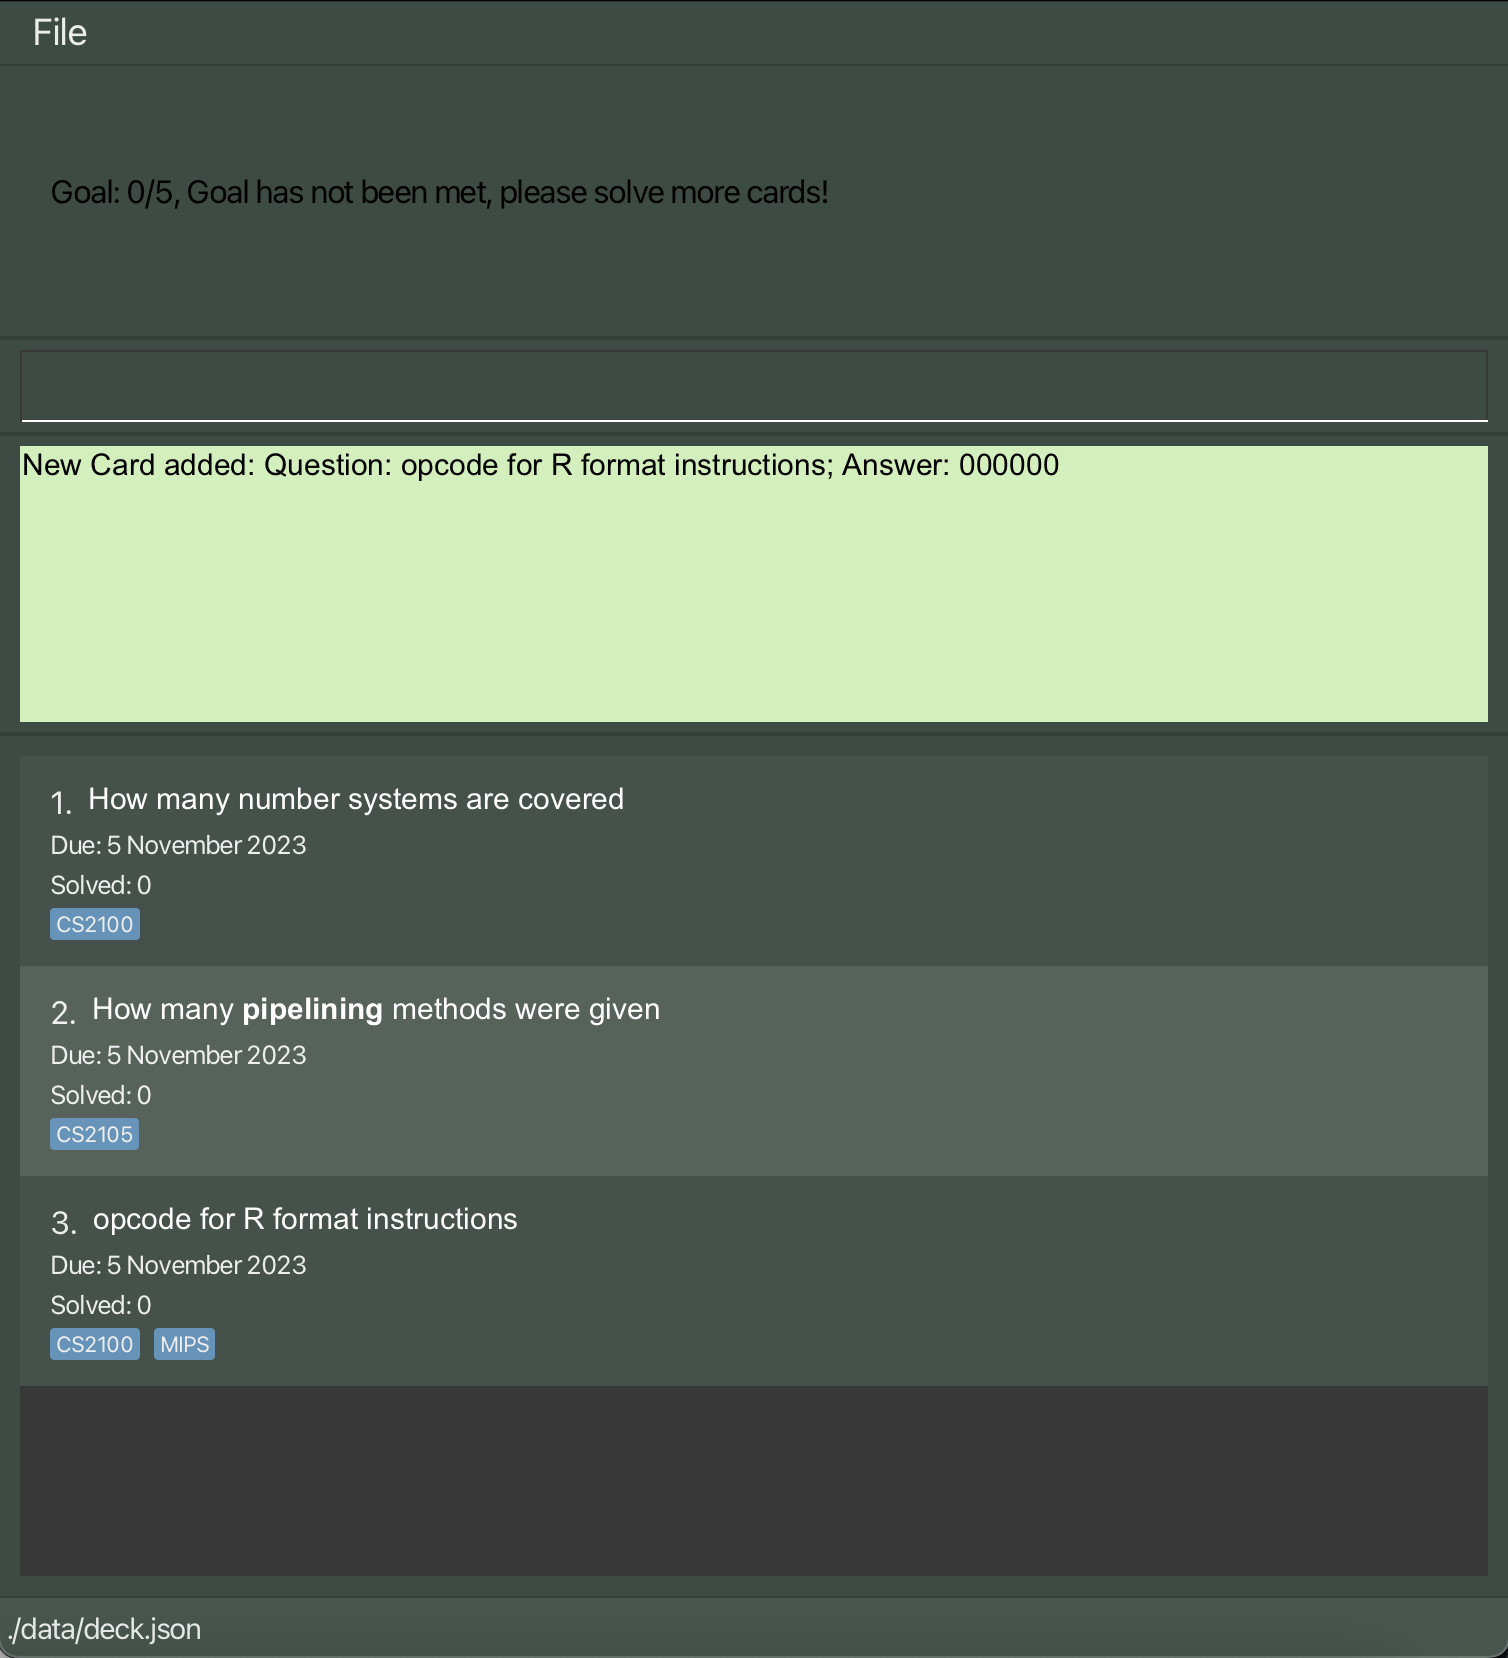 File
Goal: 0/5, Goal has not been met, please solve more cards!
New Card added: Question: opcode for R format instructions; Answer: 000000
1. How many number systems are covered
Due: 5 November 2023
Solved: 0
CS2100
2. How many pipelining methods were given
Due: 5 November 2023
Solved: 0
CS2105
3. opcode for R format instructions
Due: 5 November 2023
Solved: 0
CS2100 MIPS
./data/deck.json